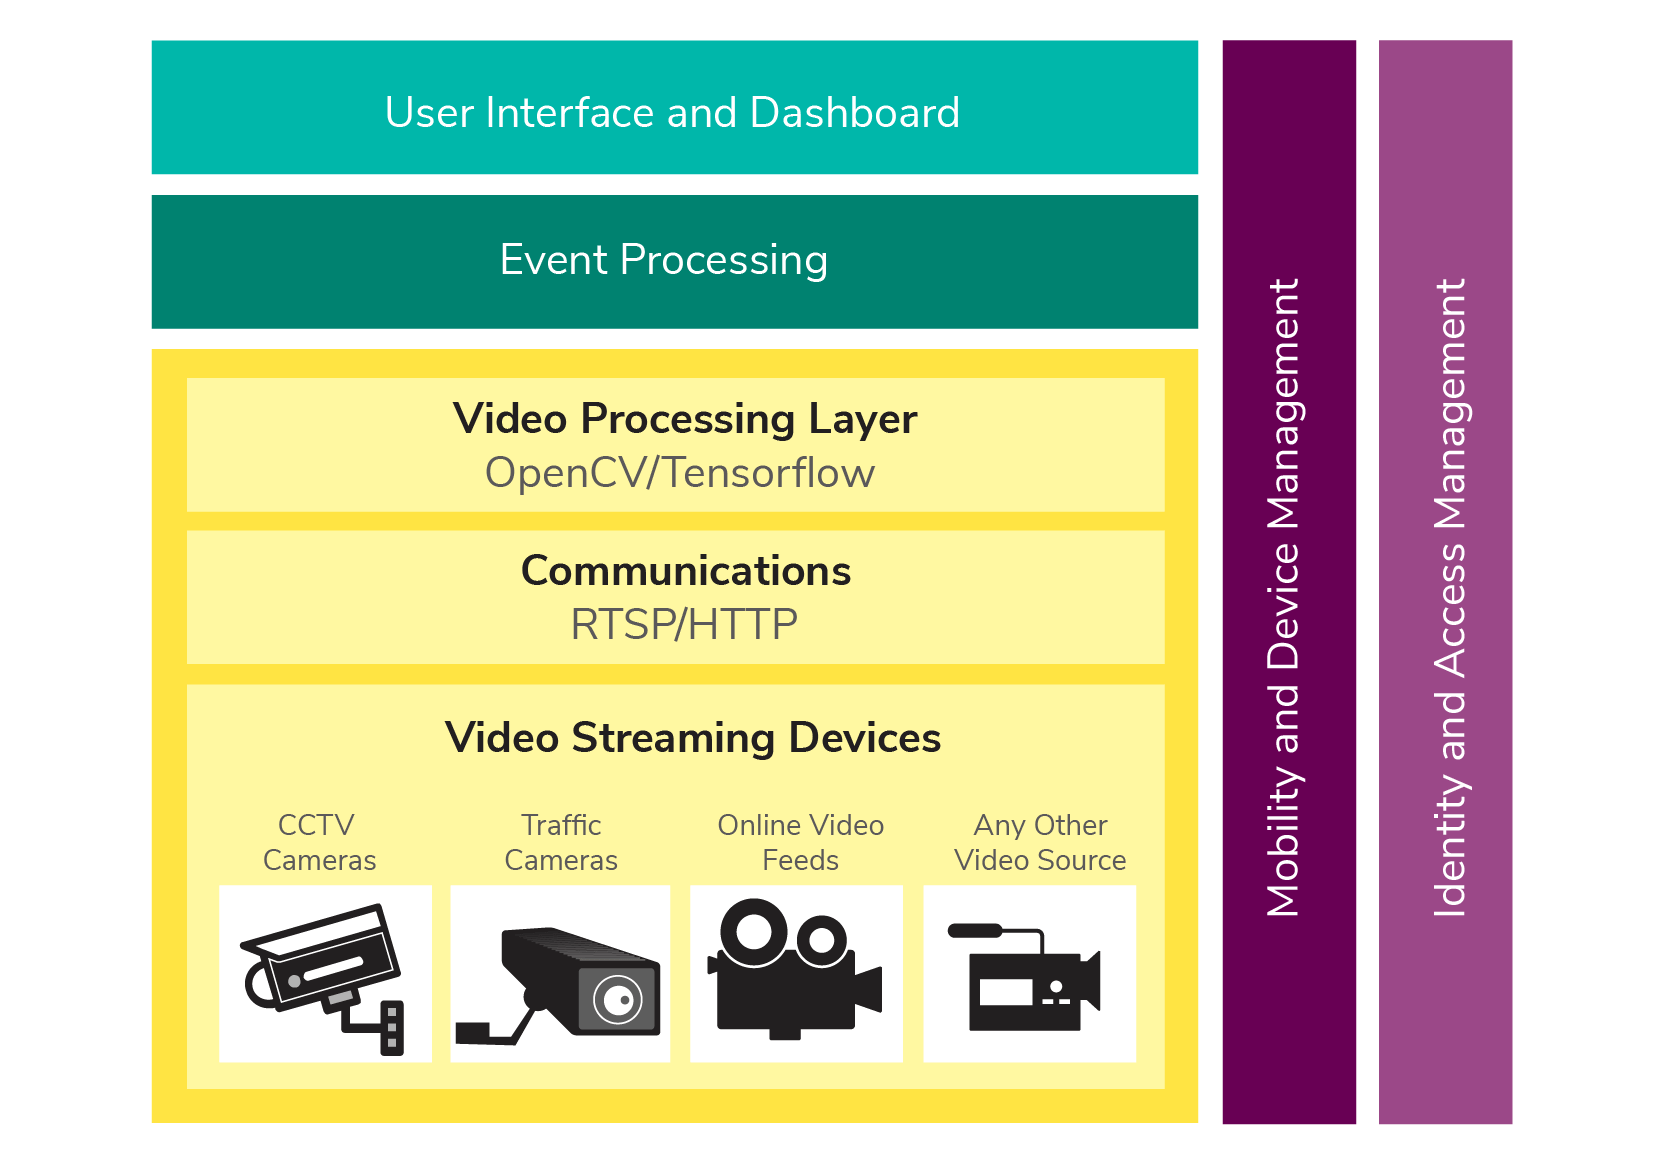 User Interface and Dashboard
Event Processing
Video Processing Layer
OpenCV/Tensorflow
Communications
RTSP/HTTP
Video Streaming Devices
CCTV
Cameras
Traffic
Cameras
Online Video
Feeds
Any Other
Video Source
Mobility and Device Management
Identity and Access Management